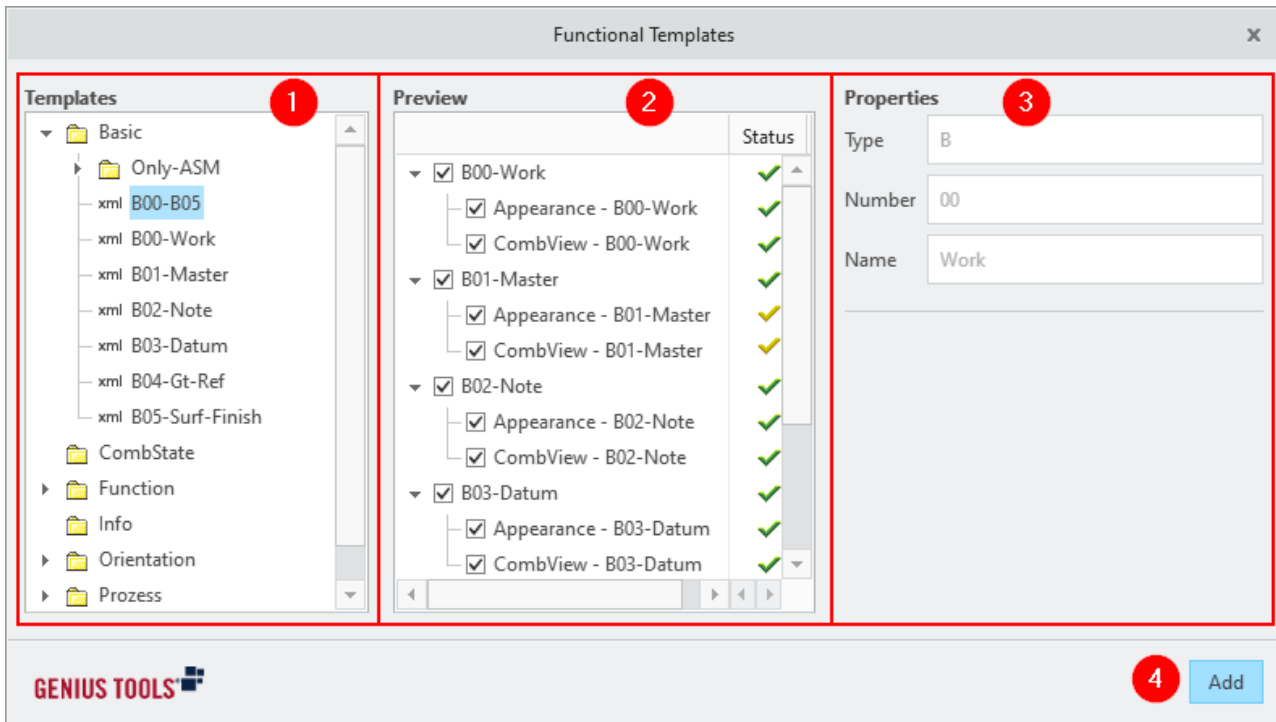 Functional Templates
Templates
1
Basic
Only-ASM
xml B00-B05
xml B00-Work
xml B01-Master
xml B02-Note
xml B03-Datum
xml B04-Gt-Ref
xml B05-Surf-Finish
CombState
Function
Info
Orientation
Prozess
Preview
2
Status
B00-Work
Appearance - B00-Work
CombView - B00-Work
B01-Master
Appearance - B01-Master
CombView - B01-Master
B02-Note
Appearance - B02-Note
CombView - B02-Note
B03-Datum
Appearance - B03-Datum
CombView - B03-Datum
Properties
3
Type B
Number 00
Name Work
GENIUS TOOLS
4
Add